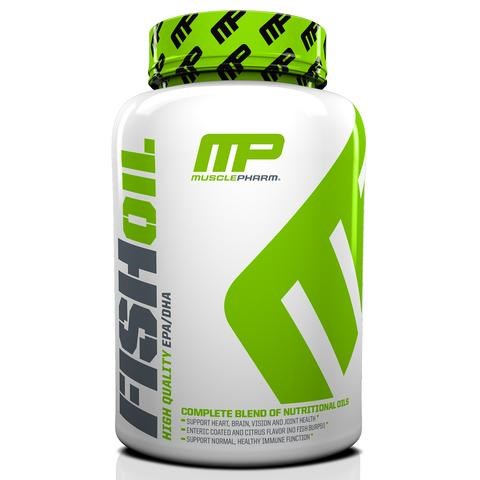 MP
MUSCLEPHARM®
FISH OIL
HIGH QUALITY EPA/DHA
COMPLETE BLEND OF NUTRITIONAL OILS
SUPPORT HEART, BRAIN, VISION AND JOINT HEALTH*
ENTERIC COATED AND CITRUS FLAVOR (NO FISH BURPS)*
SUPPORT NORMAL, HEALTHY IMMUNE FUNCTION*